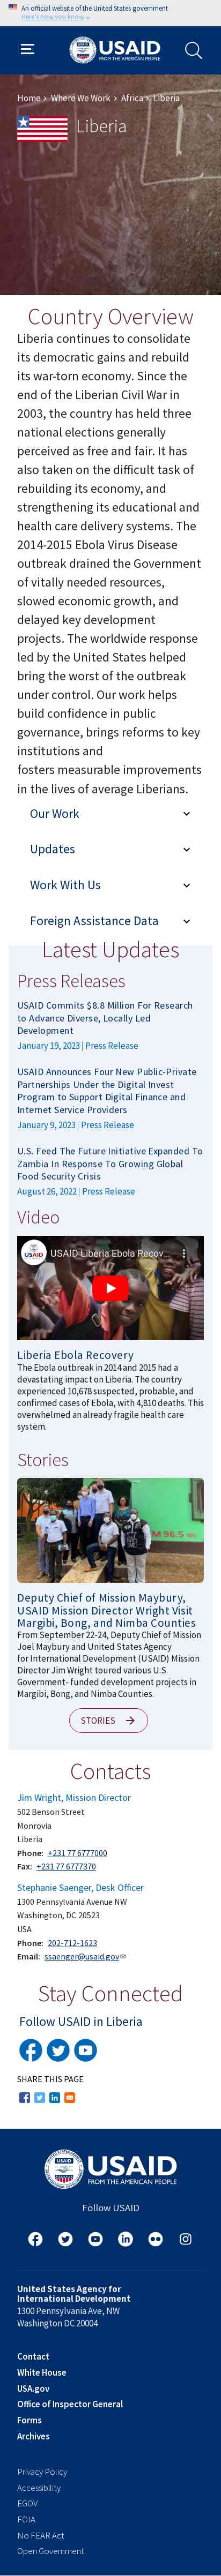 An official website of the United States government
Here's how you know
USAID
FROM THE AMERICAN PEOPLE
Home > Where We Work > Africa > Liberia
Liberia
Country Overview
Liberia continues to consolidate
its democratic gains and rebuild
its war-torn economy. Since the
end of the Liberian Civil War in
2003, the country has held three
national elections generally
perceived as free and fair. It has
also taken on the difficult task of
rebuilding its economy, and
strengthening its educational and
health care delivery systems. The
2014-2015 Ebola Virus Disease
outbreak drained the Government
of vitally needed resources,
slowed economic growth, and
delayed key development
projects. The worldwide response
led by the United States helped
bring the worst of the outbreak
under control. Our work helps
build confidence in public
governance, brings reforms to key
institutions and
fosters measurable improvements
in the lives of average Liberians.
Our Work
Updates
Work With Us
Foreign Assistance Data
Latest Updates
Press Releases
USAID Commits $8.8 Million For Research
to Advance Diverse, Locally Led
Development
January 19, 2023 | Press Release
USAID Announces Four New Public-Private
Partnerships Under the Digital Invest
Program to Support Digital Finance and
Internet Service Providers
January 9, 2023 | Press Release
U.S. Feed The Future Initiative Expanded To
Zambia In Response To Growing Global
Food Security Crisis
August 26, 2022 | Press Release
Video
USAID Liberia Ebola Recov...
Liberia Ebola Recovery
The Ebola outbreak in 2014 and 2015 had a
devastating impact on Liberia. The country
experienced 10,678 suspected, probable, and
confirmed cases of Ebola, with 4,810 deaths. This
overwhelmed an already fragile health care
system.
Stories
M 96.5 MH
Deputy Chief of Mission Maybury,
USAID Mission Director Wright Visit
Margibi, Bong, and Nimba Counties
From September 22-24, Deputy Chief of Mission
Joel Maybury and United States Agency
for International Development (USAID) Mission
Director Jim Wright toured various U.S.
Government- funded development projects in
Margibi, Bong, and Nimba Counties.
STORIES
Contacts
Jim Wright, Mission Director
502 Benson Street
Monrovia
Liberia
Phone: +231 77 6777000
Fax: +231 77 6777370
Stephanie Saenger, Desk Officer
1300 Pennsylvania Avenue NW
Washington, DC 20523
USA
Phone: 202-712-1623
Email: ssaenger@usaid.gov
Stay Connected
Follow USAID in Liberia
SHARE THIS PAGE
USAID
FROM THE AMERICAN PEOPLE
Follow USAID
United States Agency for
International Development
1300 Pennsylvania Ave, NW
Washington DC 20004
Contact
White House
USA.gov
Office of Inspector General
Forms
Archives
Privacy Policy
Accessibility
EGOV
FOIA
No FEAR Act
Open Government